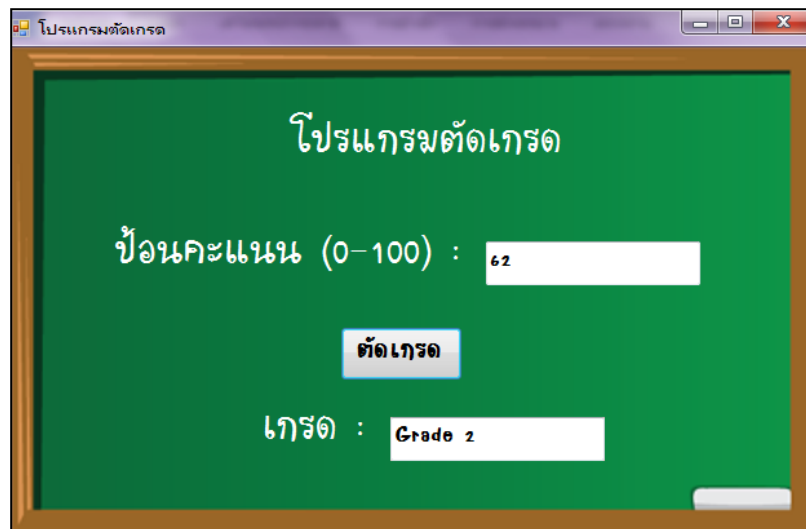 โปรแกรมตัดเกรด
โปรแกรมตัดเกรด
ป้อนคะแนน (0-100) : 62
ตัดเกรด
เกรด : Grade 2